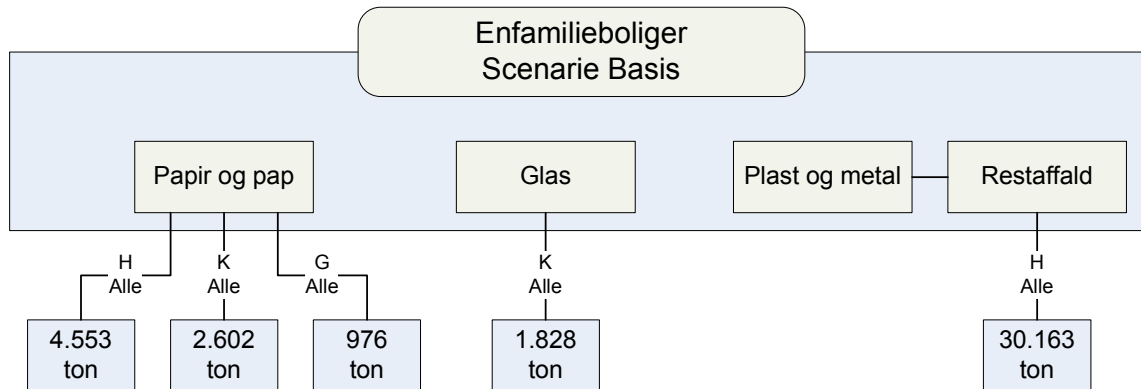 Enfamilieboliger
Scenarie Basis
Papir og pap
Glas
Plast og metal
Restaffald
H
Alle
K
Alle
G
Alle
K
Alle
H
Alle
4.553
ton
2.602
ton
976
ton
1.828
ton
30.163
ton